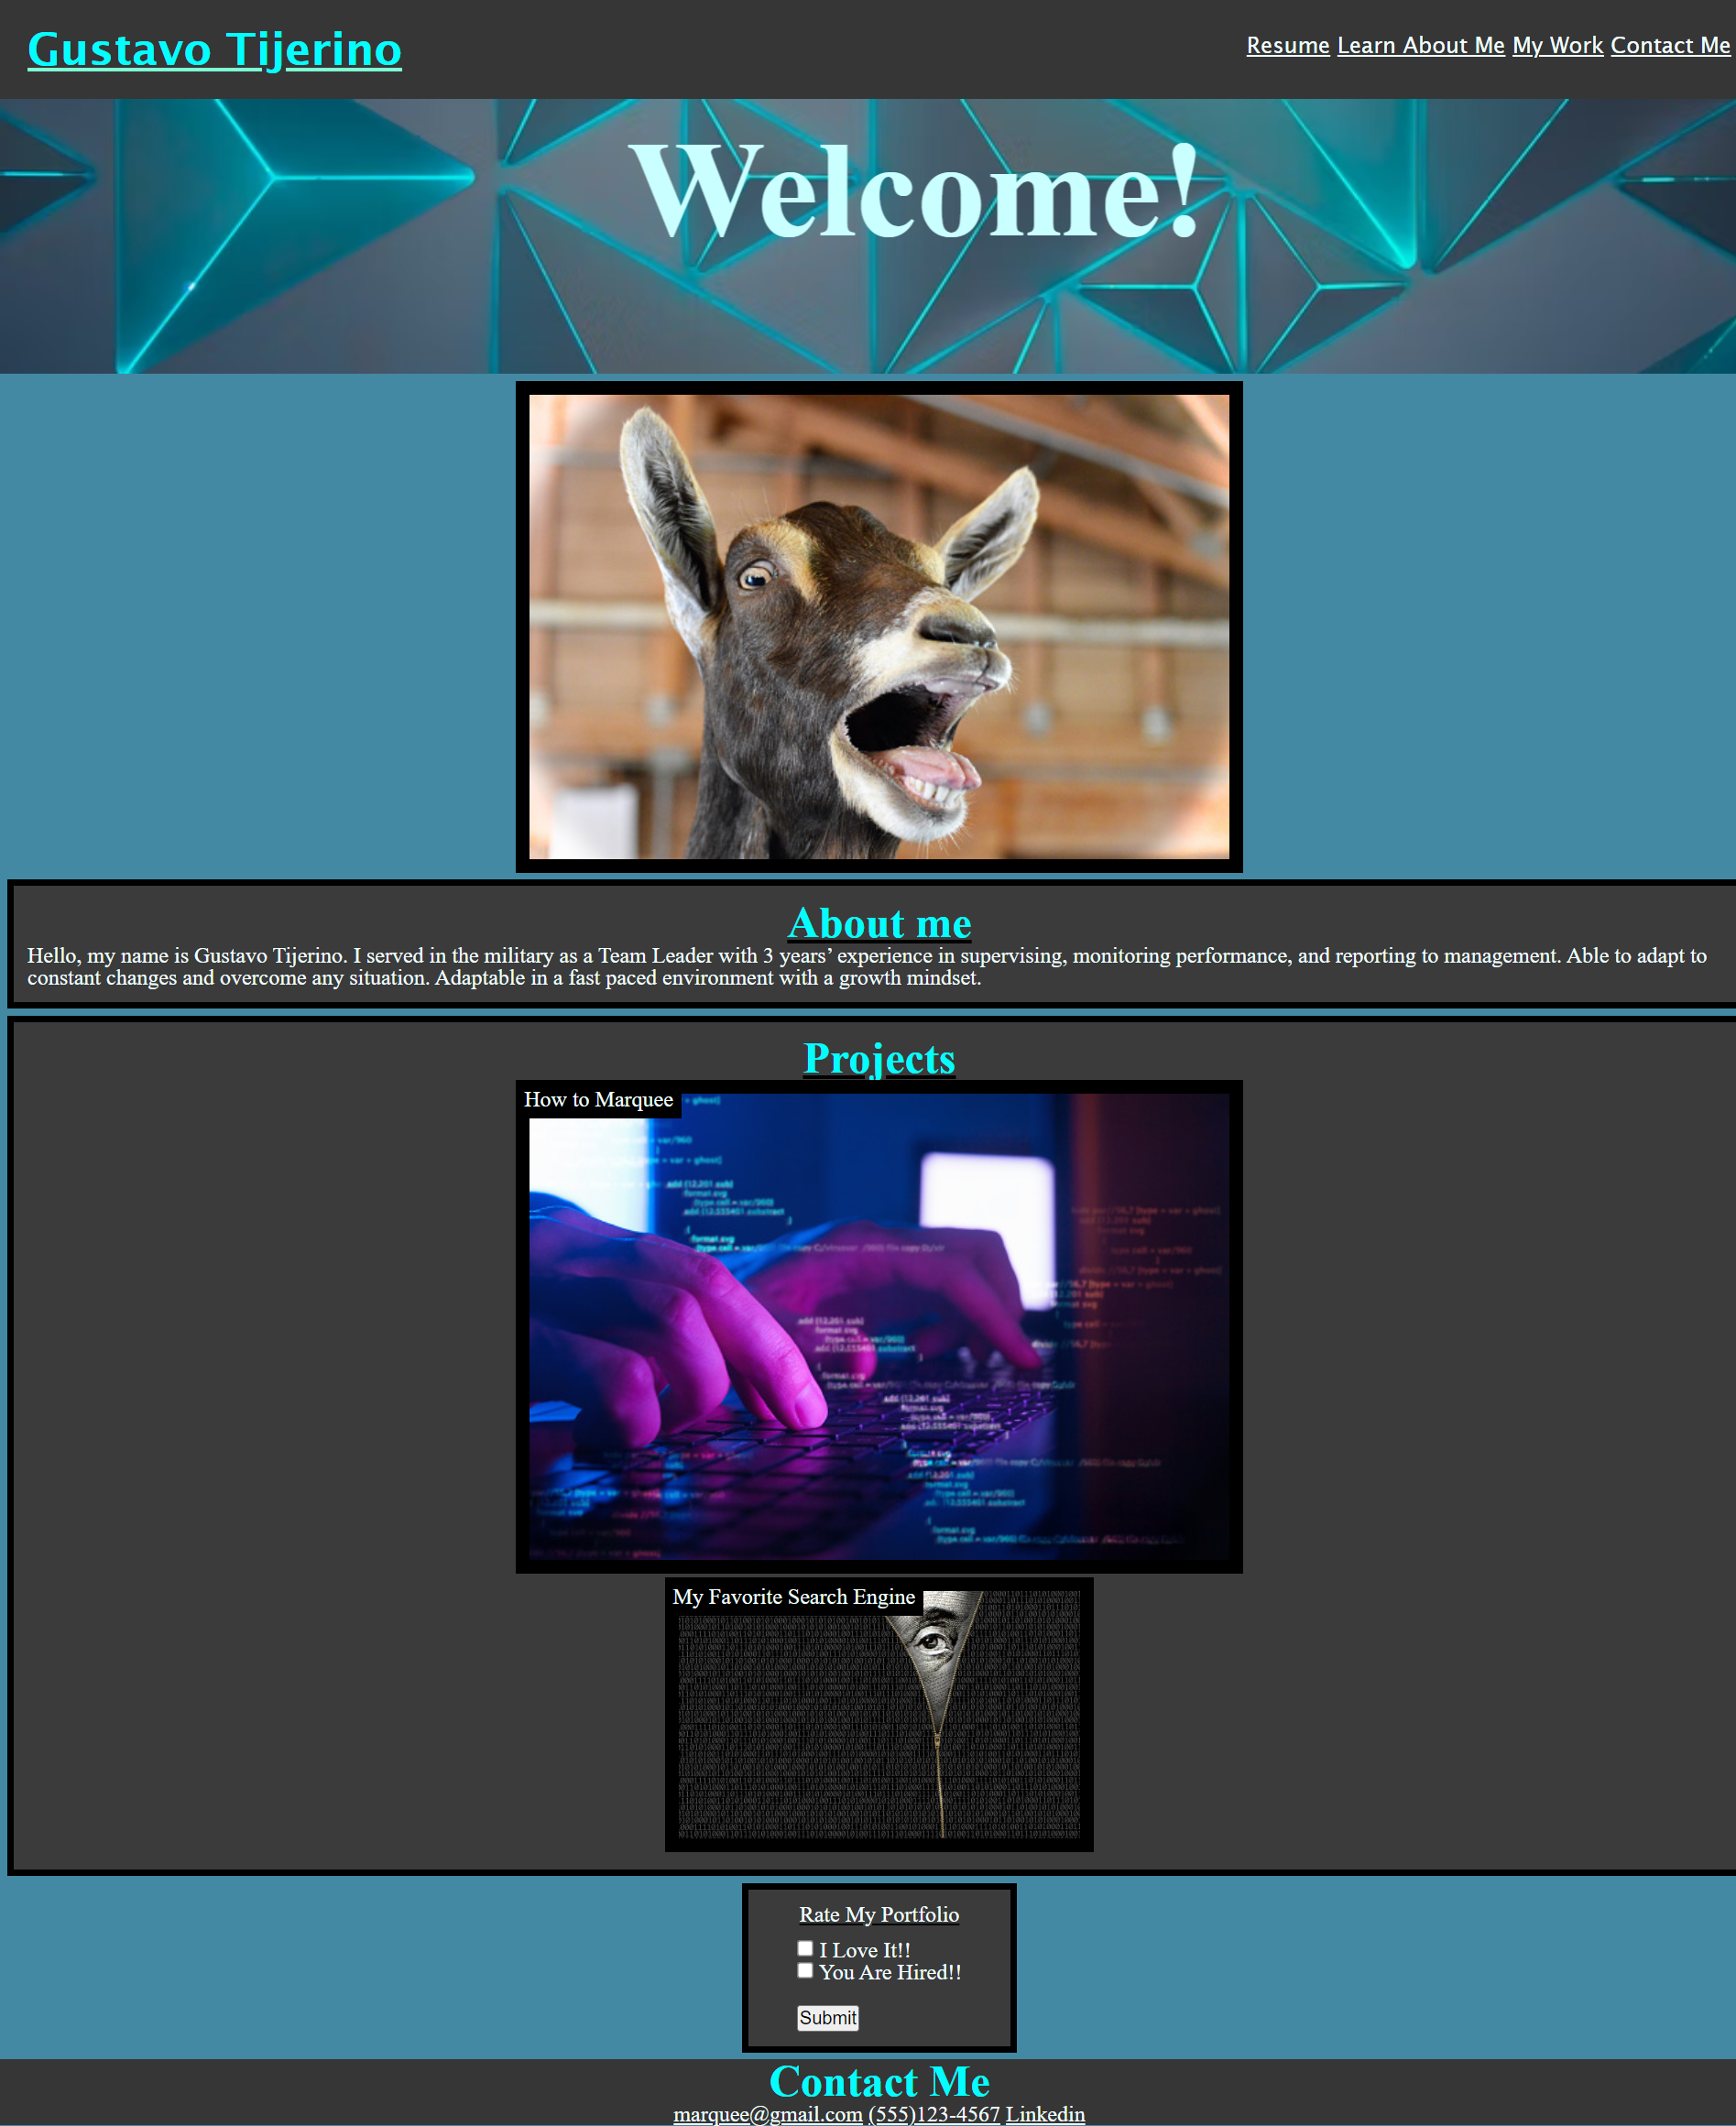 Gustavo Tijerino
Resume Learn About Me My Work Contact Me
Welcome!
About me
Hello, my name is Gustavo Tijerino. I served in the military as a Team Leader with 3 years’ experience in supervising, monitoring performance, and reporting to management. Able to adapt to
constant changes and overcome any situation. Adaptable in a fast paced environment with a growth mindset.
Projects
How to Marquee
My Favorite Search Engine
Rate My Portfolio
I Love It!!
You Are Hired!!
Submit
Contact Me
marquee@gmail.com (555)123-4567 Linkedin